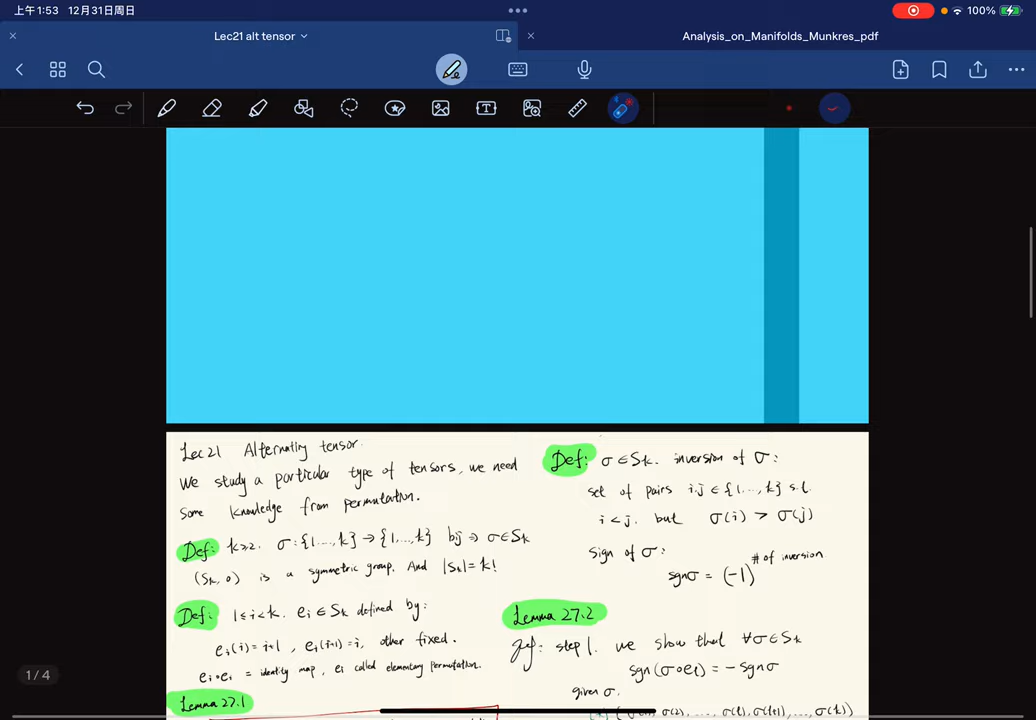 上午1:53 12月31日周日
100%
Lec21 alt tensor
Analysis_on_Manifolds_Munkres_pdf
Lec21 Alternating tensor.
We study a particular type of tensors, we need
some knowledge from permutation.
Def: k≥2. σ: {1,...,k} → {1,...,k} bij ⇒ σ∈Sk
(Sk, o) is a symmetric group. And |Sk| = k!
Def: 1≤i<k. ei ∈ Sk defined by:
ei(i)=i+1, ei(i+1)=i, other fixed.
ei∘ei = identity map, ei called elementary permutation.
Lemma 27.1
Def: σ∈Sk. inversion of σ:
set of pairs i.j ∈ {1,...,k} s.t.
i<j. but σ(i) > σ(j)
sign of σ:
sgnσ = (-1)^# of inversion
Lemma 27.2
pf: step 1. we show that ∀σ∈Sk
sgn(σ∘el) = -sgnσ
given σ.
σ(2), ...., σ(l), σ(l+1), ..., σ(k))
1 / 4